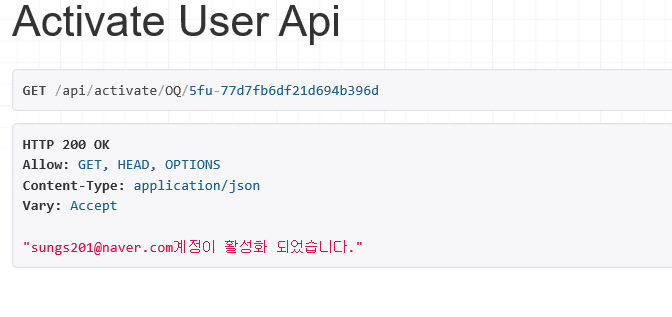 Activate User Api
GET /api/activate/OQ/5fu-77d7fb6df21d694b396d
HTTP 200 OK
Allow: GET, HEAD, OPTIONS
Content-Type: application/json
Vary: Accept
"sungs201@naver.com계정이 활성화 되었습니다."